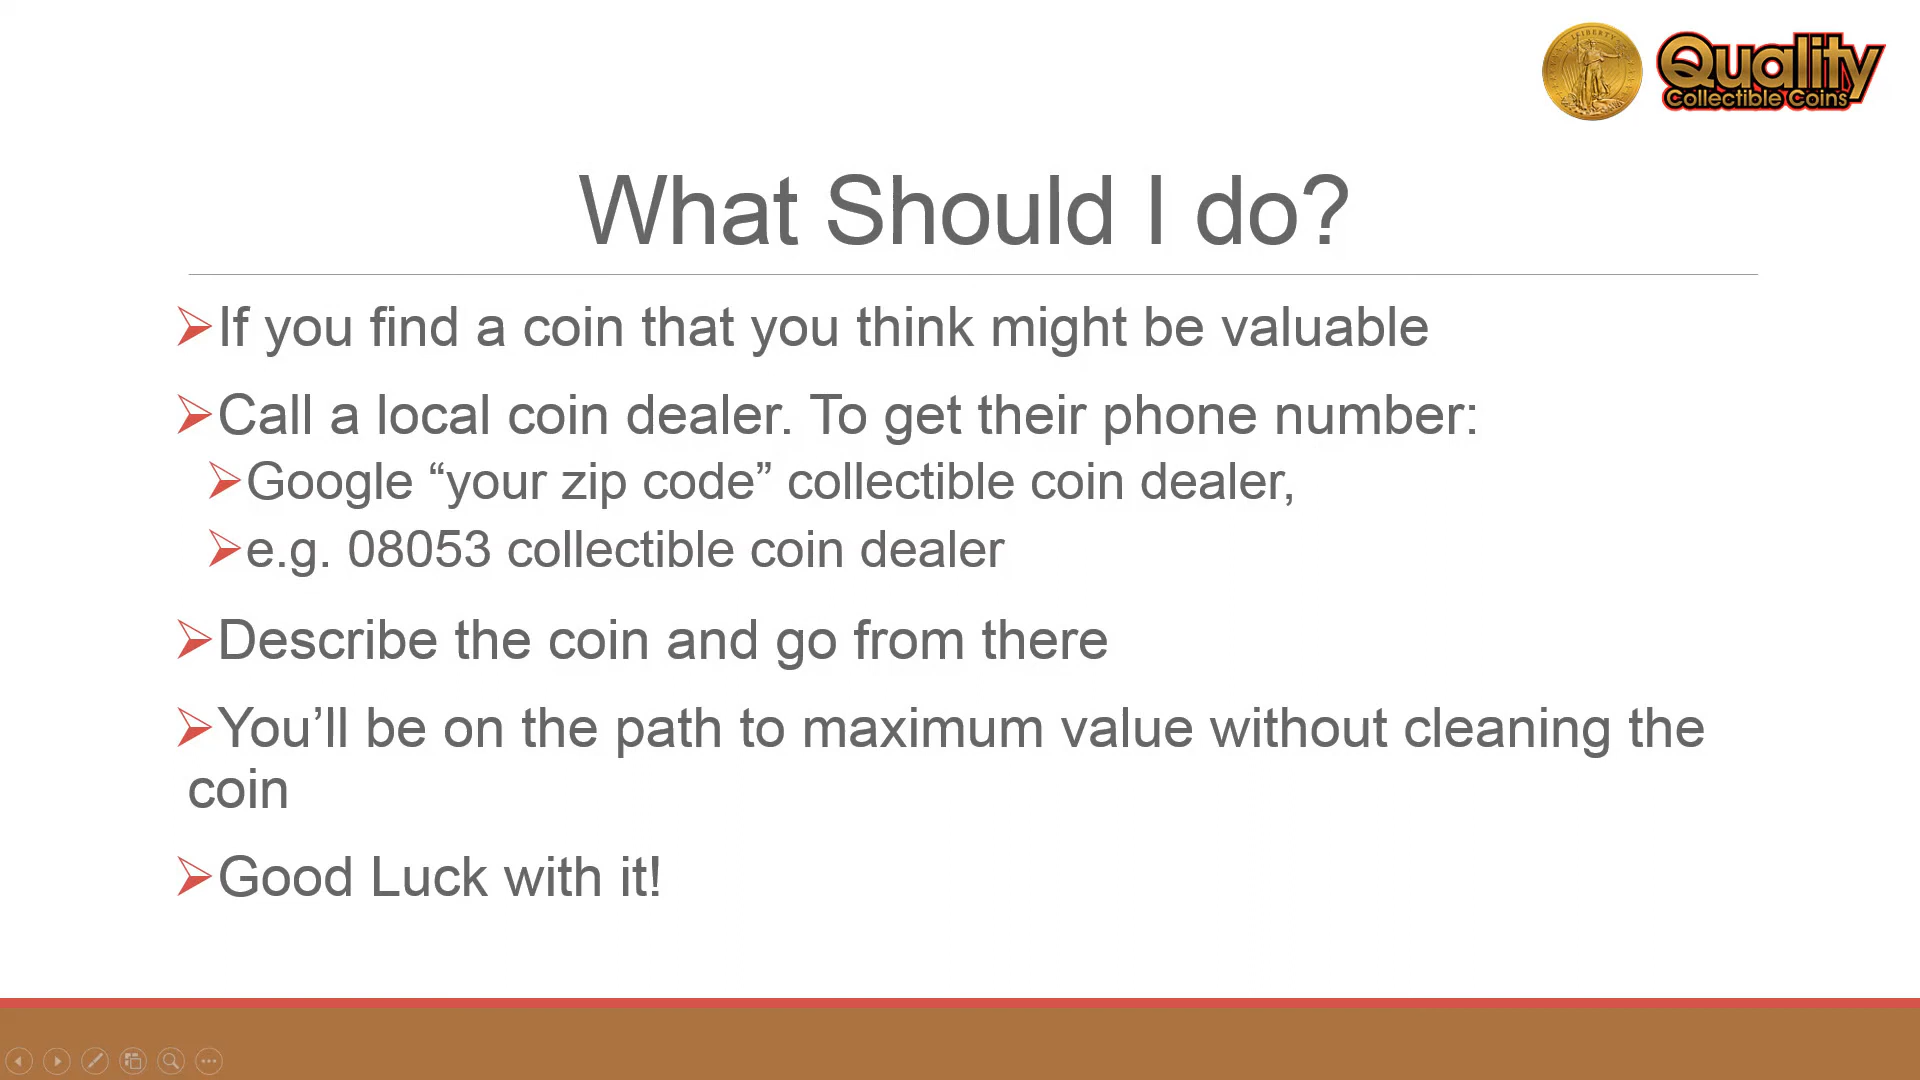 Quality
Collectible Coins
What Should I do?
If you find a coin that you think might be valuable
Call a local coin dealer. To get their phone number:
Google “your zip code” collectible coin dealer,
e.g. 08053 collectible coin dealer
Describe the coin and go from there
You’ll be on the path to maximum value without cleaning the
coin
Good Luck with it!